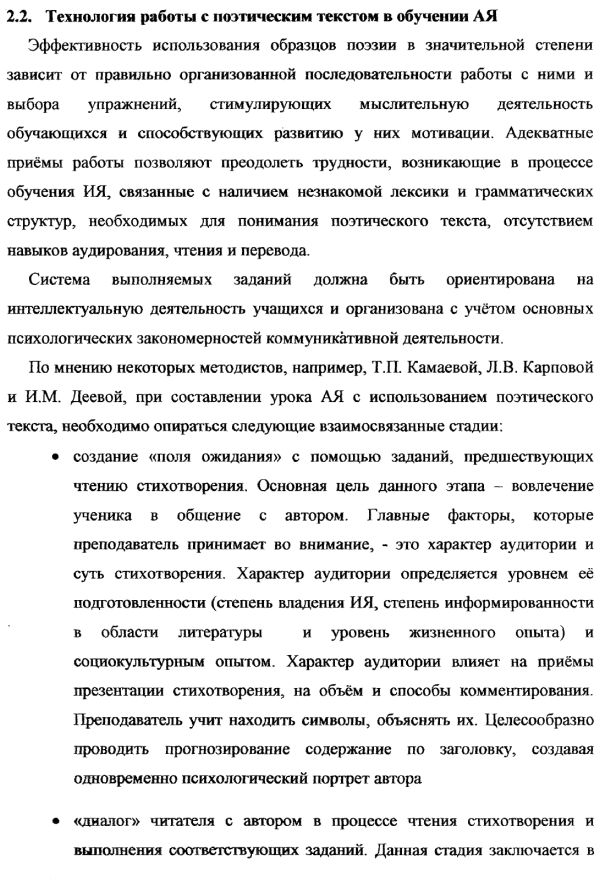 2.2. Технология работы с поэтическим текстом в обучении АЯ
Эффективность использования образцов поэзии в значительной степени
зависит от правильно организованной последовательности работы с ними и
выбора упражнений, стимулирующих мыслительную деятельность
обучающихся и способствующих развитию у них мотивации. Адекватные
приёмы работы позволяют преодолеть трудности, возникающие в процессе
обучения ИЯ, связанные с наличием незнакомой лексики и грамматических
структур, необходимых для понимания поэтического текста, отсутствием
навыков аудирования, чтения и перевода.
Система выполняемых заданий должна быть ориентирована на
интеллектуальную деятельность учащихся и организована с учётом основных
психологических закономерностей коммуникативной деятельности.
По мнению некоторых методистов, например, Т.П. Камаевой, Л.В. Карповой
и И.М. Деевой, при составлении урока АЯ с использованием поэтического
текста, необходимо опираться следующие взаимосвязанные стадии:
• создание «поля ожидания» с помощью заданий, предшествующих
чтению стихотворения. Основная цель данного этапа – вовлечение
ученика в общение с автором. Главные факторы, которые
преподаватель принимает во внимание, - это характер аудитории и
суть стихотворения. Характер аудитории определяется уровнем её
подготовленности (степень владения ИЯ, степень информированности
в области литературы и уровень жизненного опыта) и
социокультурным опытом. Характер аудитории влияет на приёмы
презентации стихотворения, на объём и способы комментирования.
Преподаватель учит находить символы, объяснять их. Целесообразно
проводить прогнозирование содержание по заголовку, создавая
одновременно психологический портрет автора
• «диалог» читателя с автором в процессе чтения стихотворения и
выполнения соответствующих заданий. Данная стадия заключается в